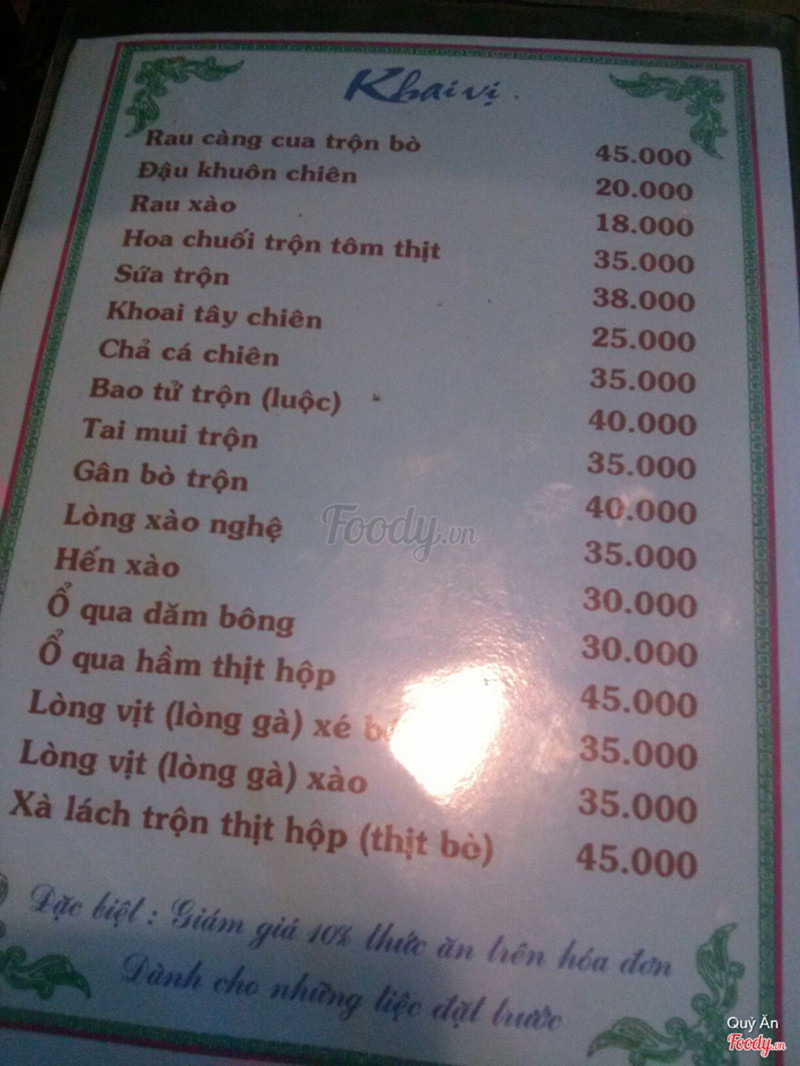 Khai vị
Rau càng cua trộn bò 45.000
Đậu khuôn chiên 20.000
Rau xào 18.000
Hoa chuối trộn tôm thịt 35.000
Sứa trộn 38.000
Khoai tây chiên 25.000
Chả cá chiên 35.000
Bao tử trộn (luộc) 40.000
Tai mui trộn 35.000
Gân bò trộn 40.000
Lòng xào nghệ 35.000
Hến xào 30.000
Ổ qua dăm bông 30.000
Ổ qua hầm thịt hộp 45.000
Lòng vịt (lòng gà) xé 35.000
Lòng vịt (lòng gà) xào 35.000
Xà lách trộn thịt hộp (thịt bò) 45.000
Đặc biệt : Giảm giá 10% thức ăn trên hóa đơn
Dành cho những tiệc đặt trước
Foody.vn
Quỷ Ăn
Foody.vn